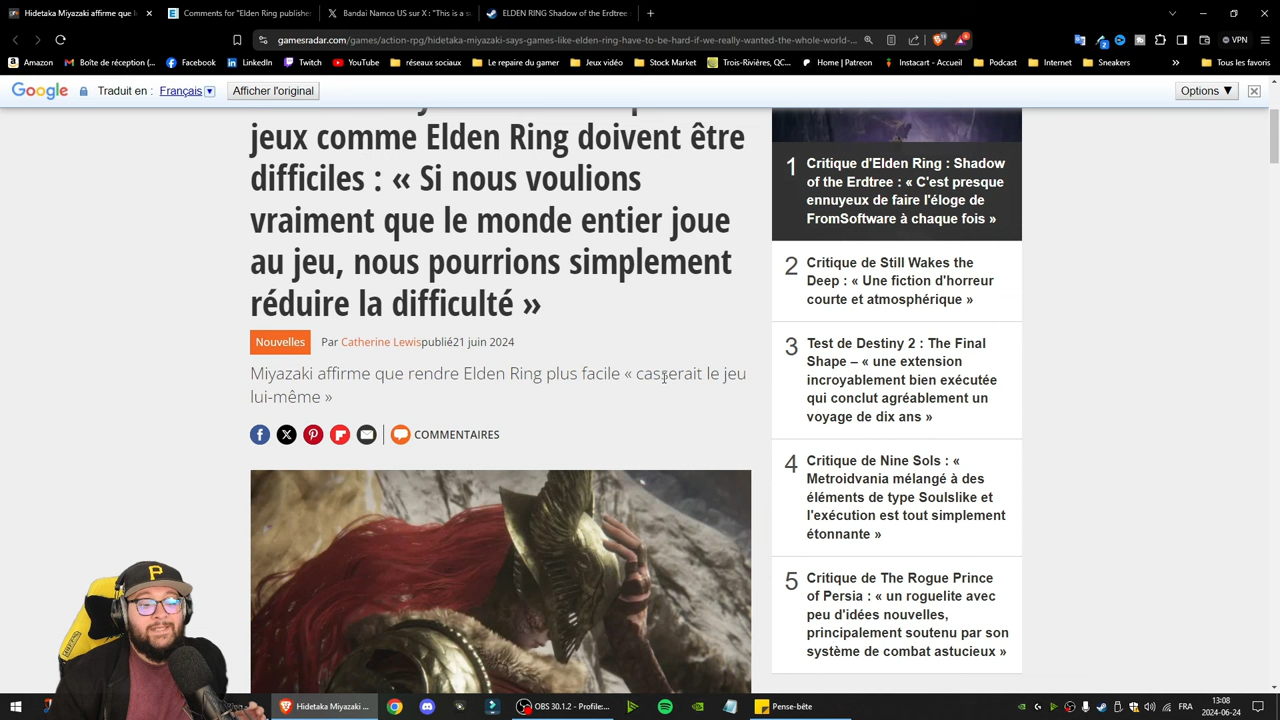 Hidetaka Miyazaki affirme que l
Comments for "Elden Ring publisher
Bandai Namco US sur X : "This is a s
ELDEN RING Shadow of the Erdtree
gamesradar.com/games/action-rpg/hidetaka-miyazaki-says-games-like-elden-ring-have-to-be-hard-if-we-really-wanted-the-whole-world-...
VPN
Amazon
Boîte de réception (...
Facebook
LinkedIn
Twitch
YouTube
réseaux sociaux
Le repaire du gamer
Jeux vidéo
Stock Market
Trois-Rivières, QC...
Home | Patreon
Instacart - Accueil
Podcast
Internet
Sneakers
»
Tous les favoris
Google
Traduit en : Français
Afficher l'original
Options ▼
jeux comme Elden Ring doivent être
difficiles : « Si nous voulions
vraiment que le monde entier joue
au jeu, nous pourrions simplement
réduire la difficulté »
Nouvelles
Par Catherine Lewispublié21 juin 2024
Miyazaki affirme que rendre Elden Ring plus facile « casserait le jeu
lui-même »
COMMENTAIRES
1
Critique d'Elden Ring : Shadow
of the Erdtree : « C'est presque
ennuyeux de faire l'éloge de
FromSoftware à chaque fois »
2
Critique de Still Wakes the
Deep : « Une fiction d'horreur
courte et atmosphérique »
3
Test de Destiny 2 : The Final
Shape – « une extension
incroyablement bien exécutée
qui conclut agréablement un
voyage de dix ans »
4
Critique de Nine Sols : «
Metroidvania mélangé à des
éléments de type Soulslike et
l'exécution est tout simplement
étonnante »
5
Critique de The Rogue Prince
of Persia : « un roguelite avec
peu d'idées nouvelles,
principalement soutenu par son
système de combat astucieux »
P
Hidetaka Miyazaki ...
OBS 30.1.2 - Profile:...
Pense-bête
FRA
13:08
2024-06-24